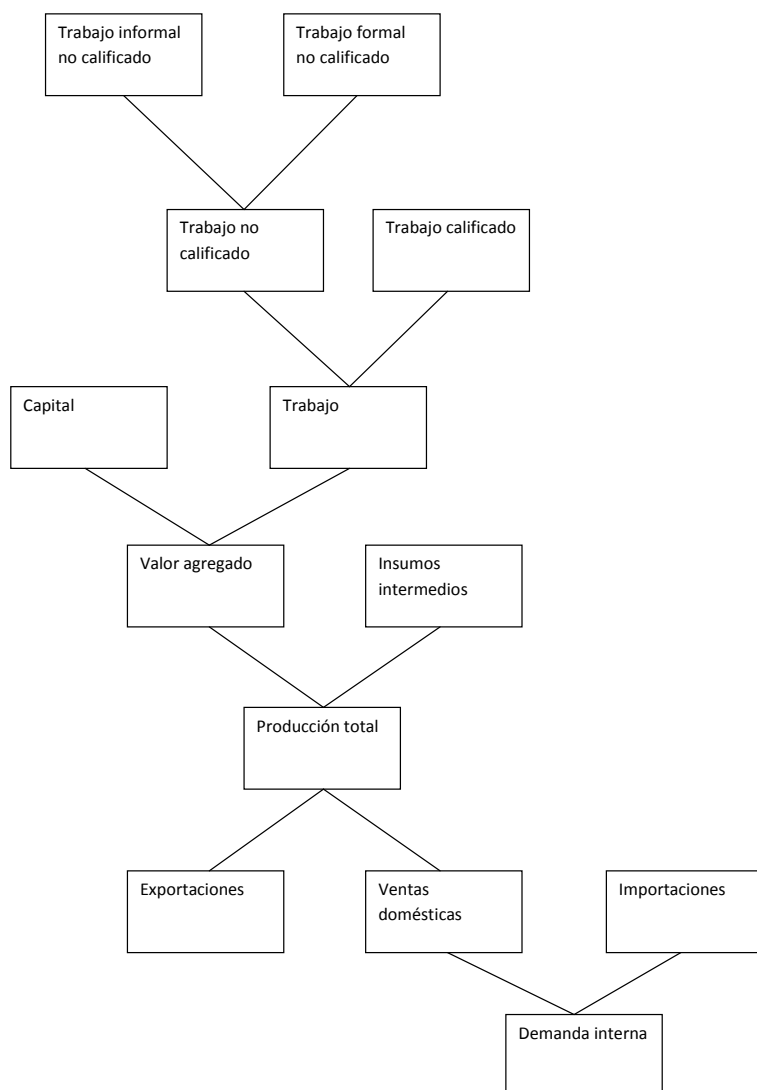 Trabajo informal
no calificado
Trabajo formal
no calificado
Trabajo no
calificado
Trabajo calificado
Capital
Trabajo
Valor agregado
Insumos
intermedios
Producción total
Exportaciones
Ventas
domésticas
Importaciones
Demanda interna